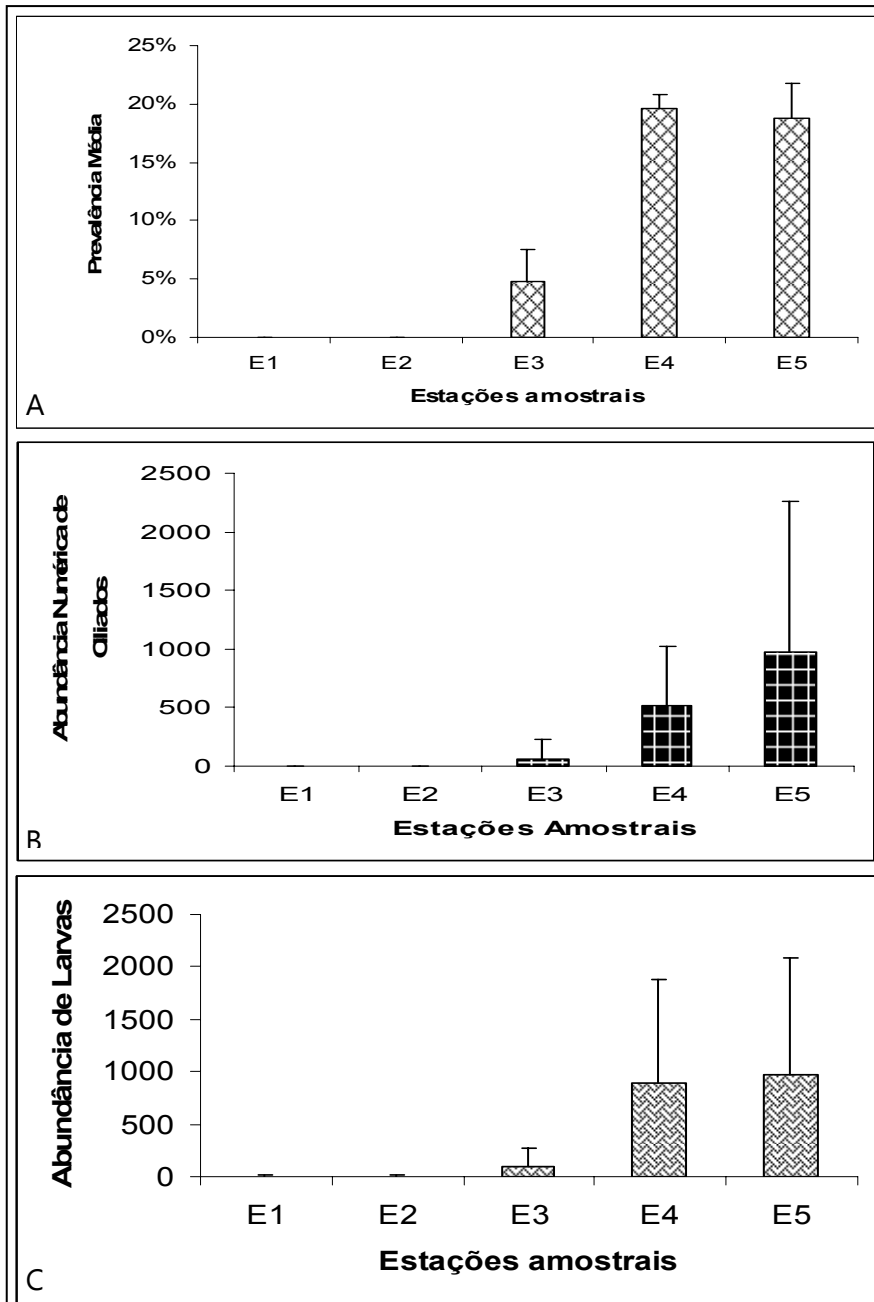 25%
20%
15%
10%
5%
0%
Prevalência Média
E1 E2 E3 E4 E5
Estações amostrais
A
2500
2000
1500
1000
500
0
Abundância Numérica de
Ciliados
E1 E2 E3 E4 E5
Estações Amostrais
B
2500
2000
1500
1000
500
0
Abundância de Larvas
E1 E2 E3 E4 E5
Estações amostrais
C